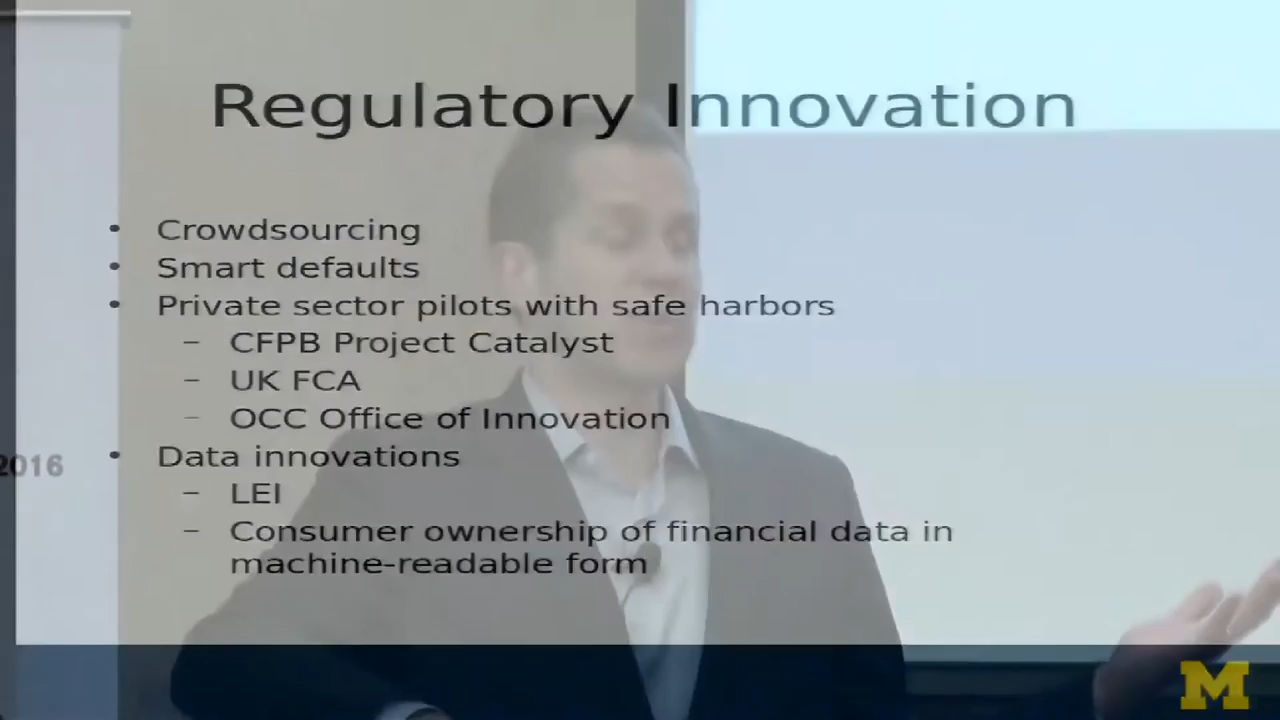 Regulatory Innovation
• Crowdsourcing
• Smart defaults
• Private sector pilots with safe harbors
– CFPB Project Catalyst
– UK FCA
– OCC Office of Innovation
• Data innovations
2016
– LEI
– Consumer ownership of financial data in
machine-readable form
M